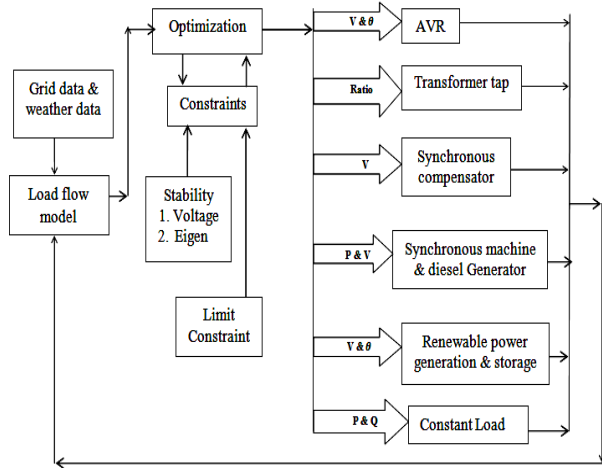 Optimization
V & θ
AVR
Grid data &
weather data
Constraints
Ratio
Transformer tap
Load flow
model
Stability
1. Voltage
2. Eigen
V
Synchronous
compensator
P & V
Synchronous machine
& diesel Generator
Limit
Constraint
V & θ
Renewable power
generation & storage
P & Q
Constant Load